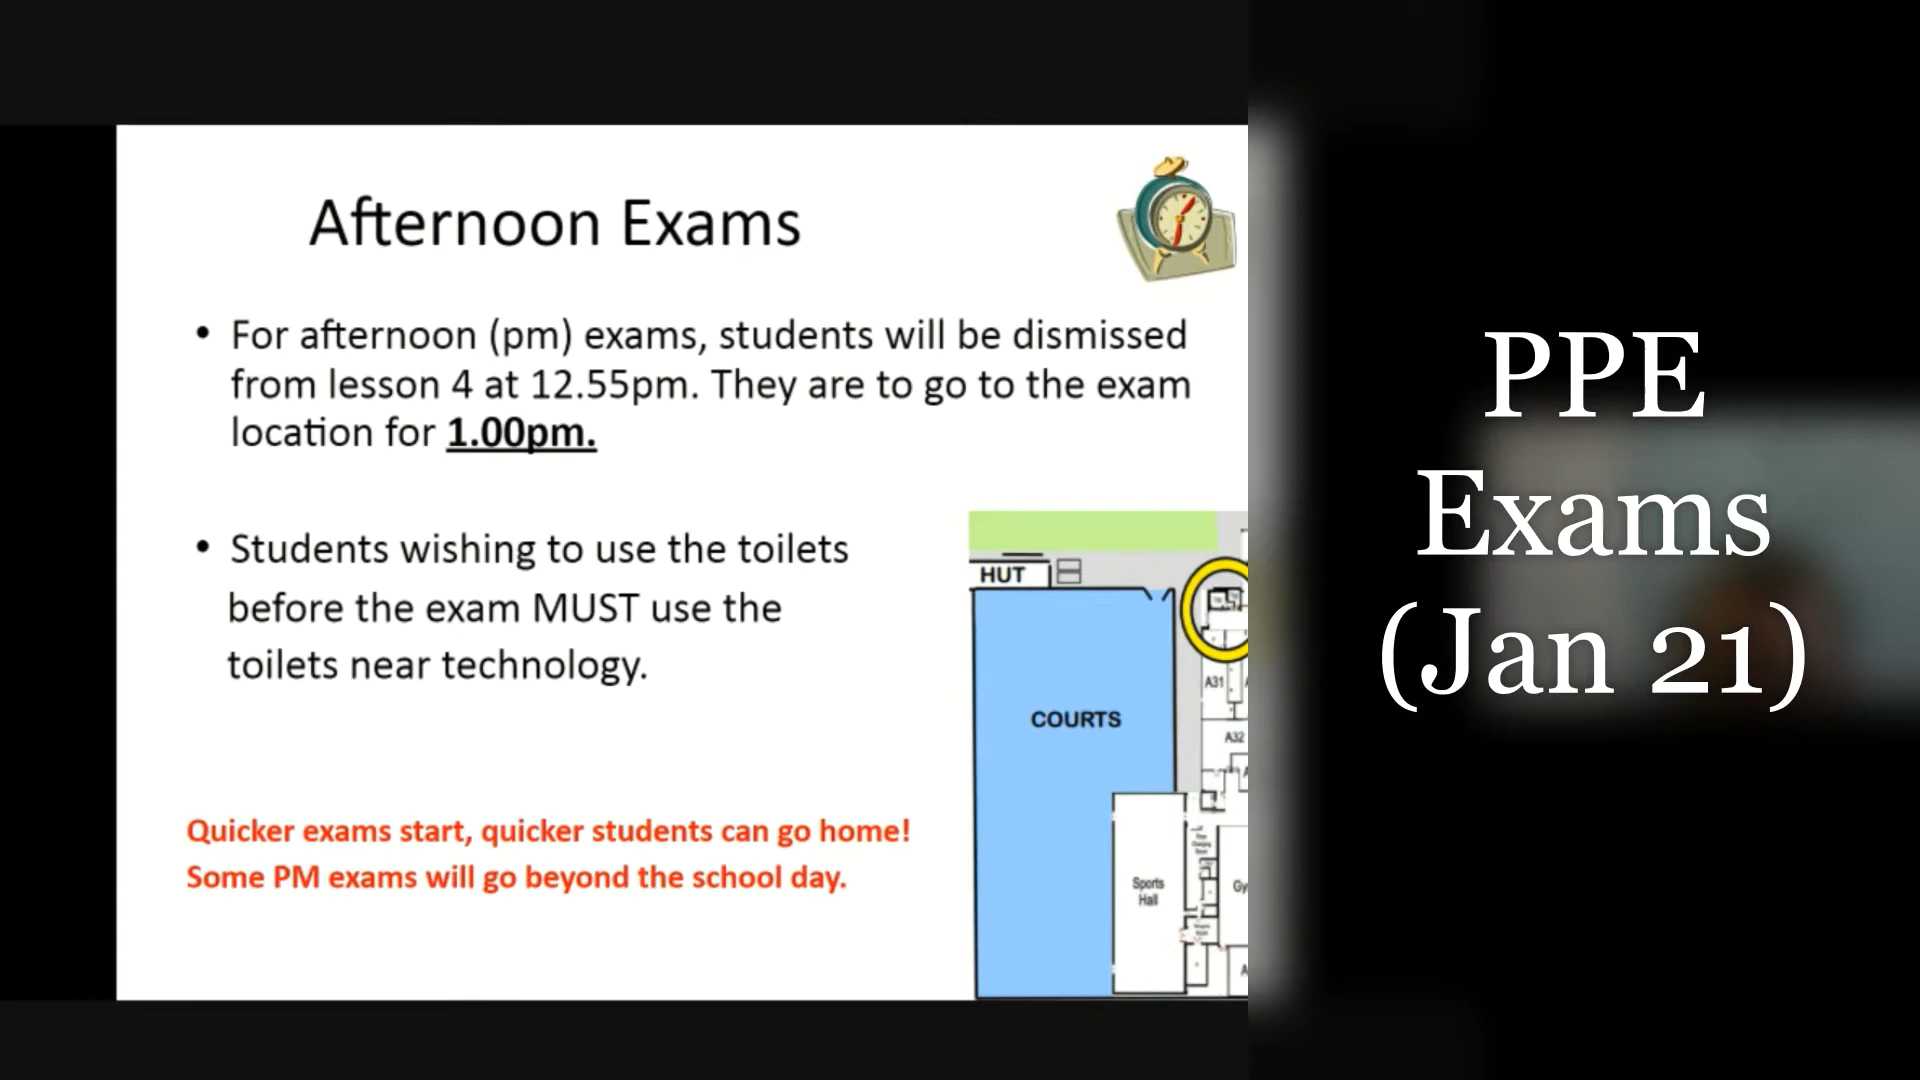 Afternoon Exams
• For afternoon (pm) exams, students will be dismissed
from lesson 4 at 12.55pm. They are to go to the exam
location for 1.00pm.
• Students wishing to use the toilets
before the exam MUST use the
toilets near technology.
Quicker exams start, quicker students can go home!
Some PM exams will go beyond the school day.
HUT
COURTS
A31
A32
Sports
Hall
Gy
PPE
Exams
(Jan 21)